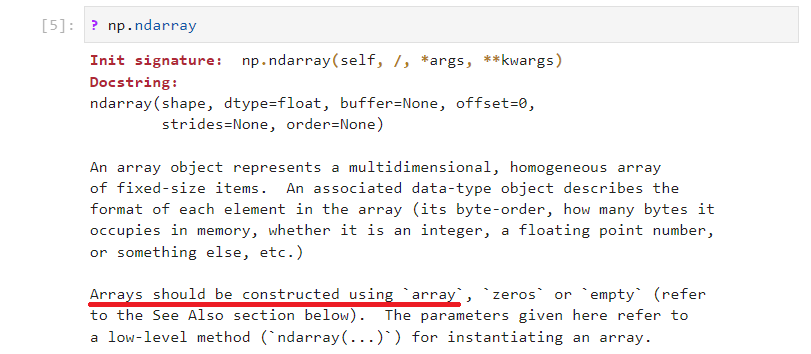 [5]: ? np.ndarray
Init signature: np.ndarray(self, /, *args, **kwargs)
Docstring:
ndarray(shape, dtype=float, buffer=None, offset=0,
strides=None, order=None)
An array object represents a multidimensional, homogeneous array
of fixed-size items. An associated data-type object describes the
format of each element in the array (its byte-order, how many bytes it
occupies in memory, whether it is an integer, a floating point number,
or something else, etc.)
Arrays should be constructed using `array`, `zeros` or `empty` (refer
to the See Also section below). The parameters given here refer to
a low-level method (`ndarray(...)`) for instantiating an array.